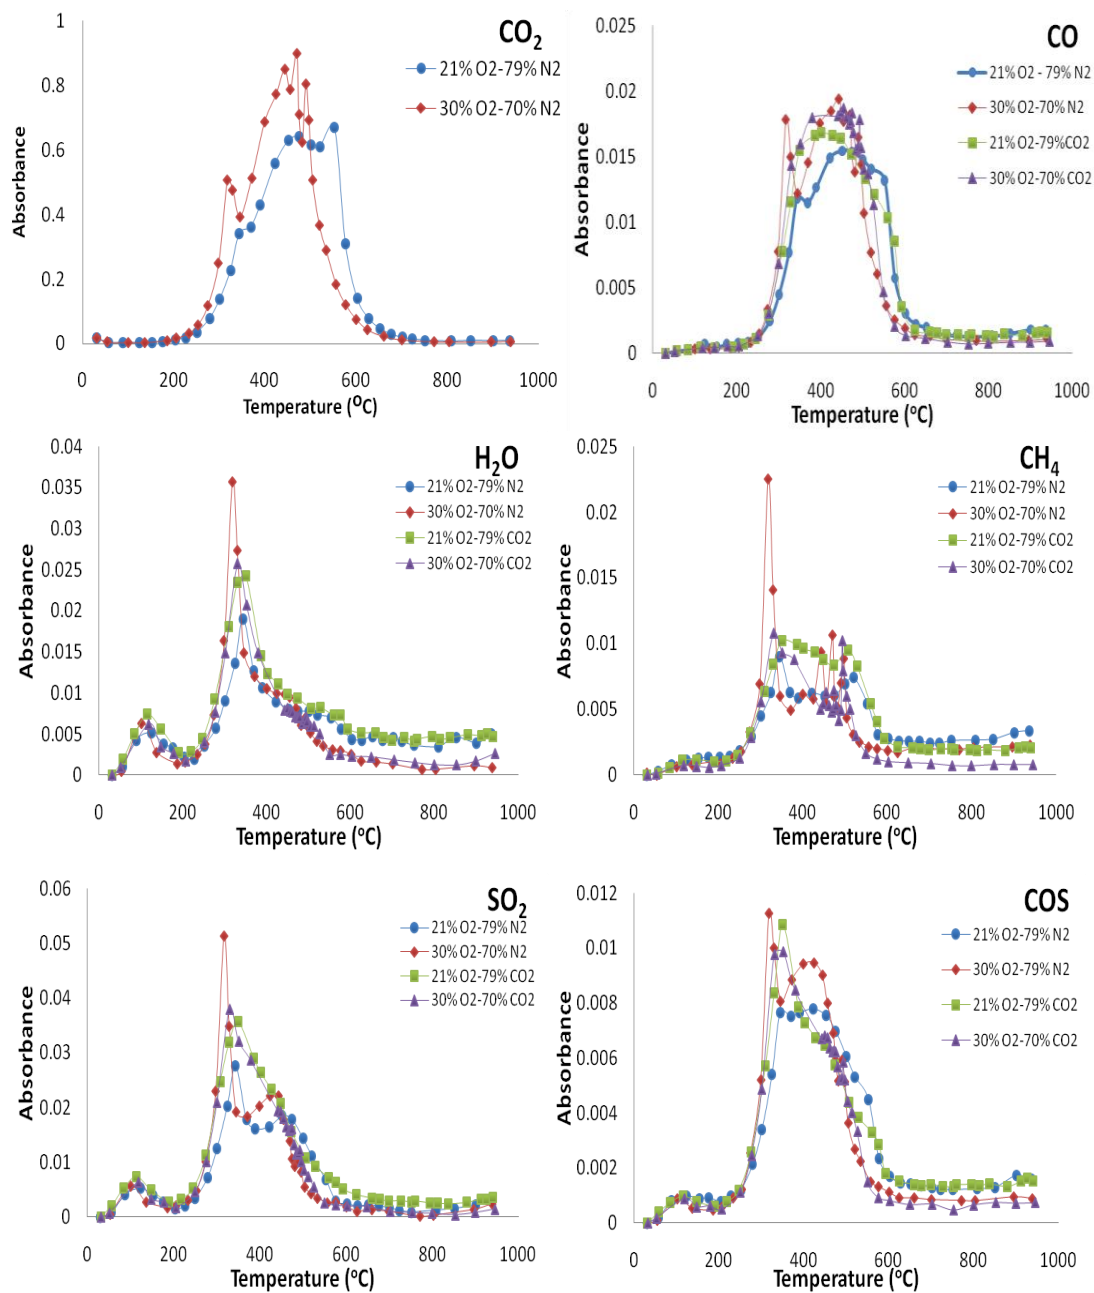 CO2
1
0.8
0.6
0.4
0.2
0
Absorbance
21% O2-79% N2
30% O2-70% N2
0 200 400 600 800 1000
Temperature (OC)
CO
0.025
0.02
0.015
0.01
0.005
0
Absorbance
21% O2 - 79% N2
30% O2-70% N2
21% O2-79%CO2
30% O2-70% CO2
0 200 400 600 800 1000
Temperature (oC)
H2O
0.04
0.035
0.03
0.025
0.02
0.015
0.01
0.005
0
Absorbance
21% O2-79% N2
30% O2-70% N2
21% O2-79% CO2
30% O2-70% CO2
0 200 400 600 800 1000
Temperature (oC)
CH4
0.025
0.02
0.015
0.01
0.005
0
Absorbance
21% O2-79% N2
30% O2-70% N2
21% O2-79% CO2
30% O2-70% CO2
0 200 400 600 800 1000
Temperature (oC)
SO2
0.06
0.05
0.04
0.03
0.02
0.01
0
Absorbance
21% O2-79% N2
30% O2-70% N2
21% O2-79% CO2
30% O2-70% CO2
0 200 400 600 800 1000
Temperature (oC)
COS
0.012
0.01
0.008
0.006
0.004
0.002
0
Absorbance
21% O2-79% N2
30% O2-79% N2
21% O2-79% CO2
30% O2-70% CO2
0 200 400 600 800 1000
Temperature (oC)